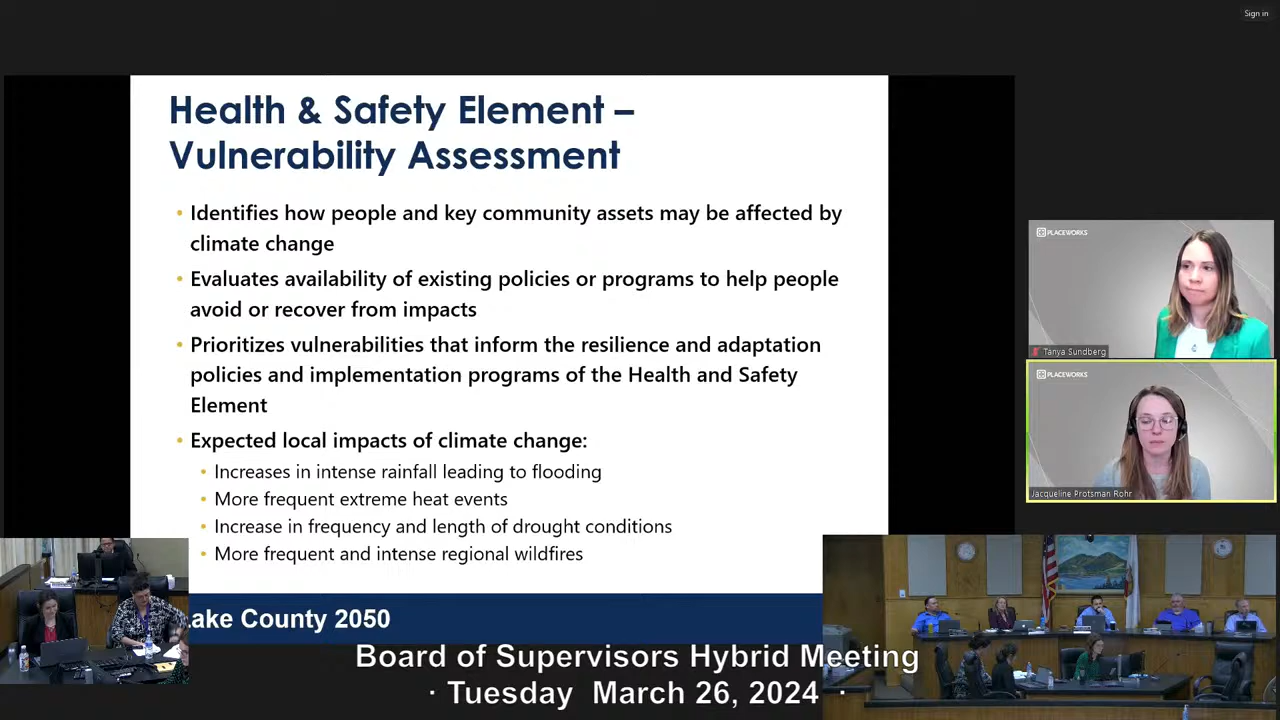 Sign in
Health & Safety Element –
Vulnerability Assessment
• Identifies how people and key community assets may be affected by
climate change
• Evaluates availability of existing policies or programs to help people
avoid or recover from impacts
• Prioritizes vulnerabilities that inform the resilience and adaptation
policies and implementation programs of the Health and Safety
Element
• Expected local impacts of climate change:
• Increases in intense rainfall leading to flooding
• More frequent extreme heat events
• Increase in frequency and length of drought conditions
• More frequent and intense regional wildfires
PLACEWORKS
Tanya Sundberg
PLACEWORKS
Jacqueline Protsman Rohr
ake County 2050
Board of Supervisors Hybrid Meeting
· Tuesday March 26, 2024 ·